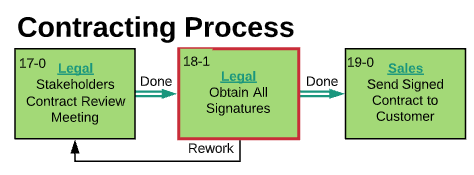 Contracting Process
17-0
Legal
Stakeholders
Contract Review
Meeting
Done
18-1
Legal
Obtain All
Signatures
Done
19-0
Sales
Send Signed
Contract to
Customer
Rework